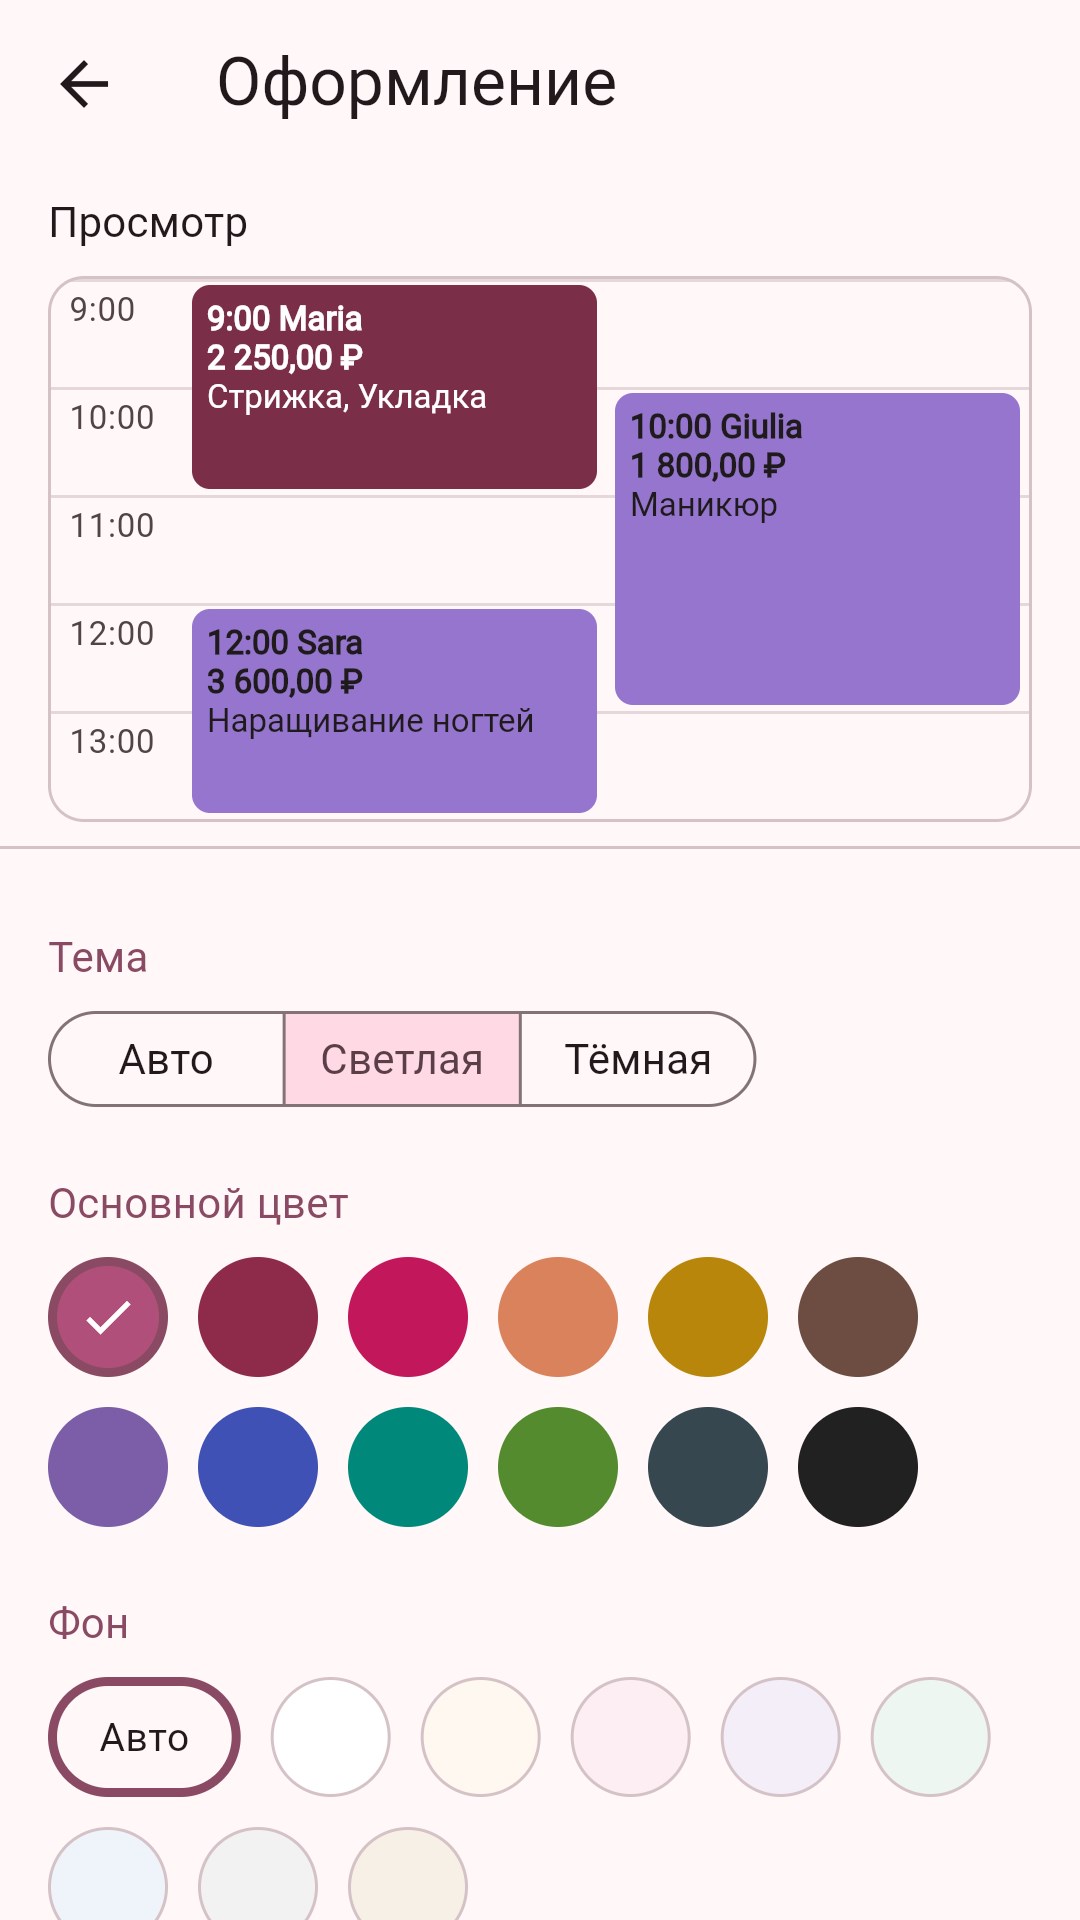 Оформление
Просмотр
9:00
9:00 Maria
2 250,00 ₽
Стрижка, Укладка
10:00
10:00 Giulia
1 800,00 ₽
Маникюр
11:00
12:00
12:00 Sara
3 600,00 ₽
Наращивание ногтей
13:00
Тема
Авто
Светлая
Тёмная
Основной цвет
Фон
Авто